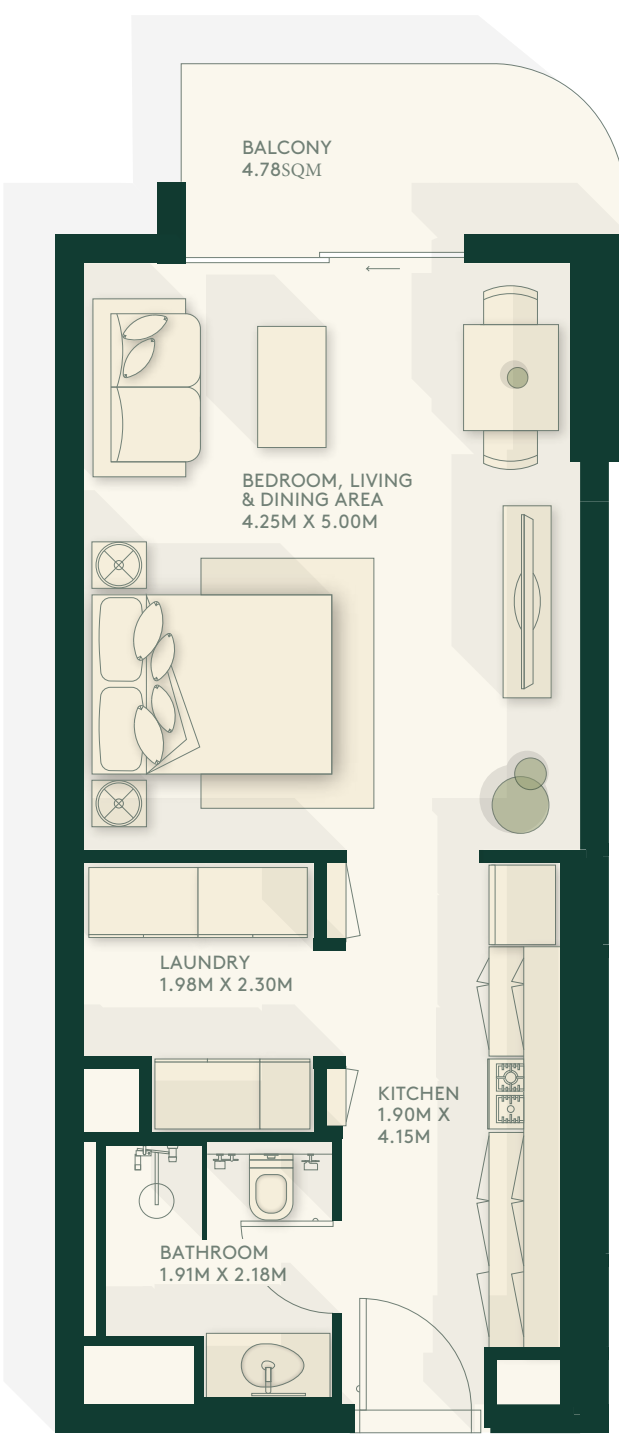 BALCONY
4.78SQM
BEDROOM, LIVING
& DINING AREA
4.25M X 5.00M
LAUNDRY
1.98M X 2.30M
KITCHEN
1.90M X
4.15M
BATHROOM
1.91M X 2.18M